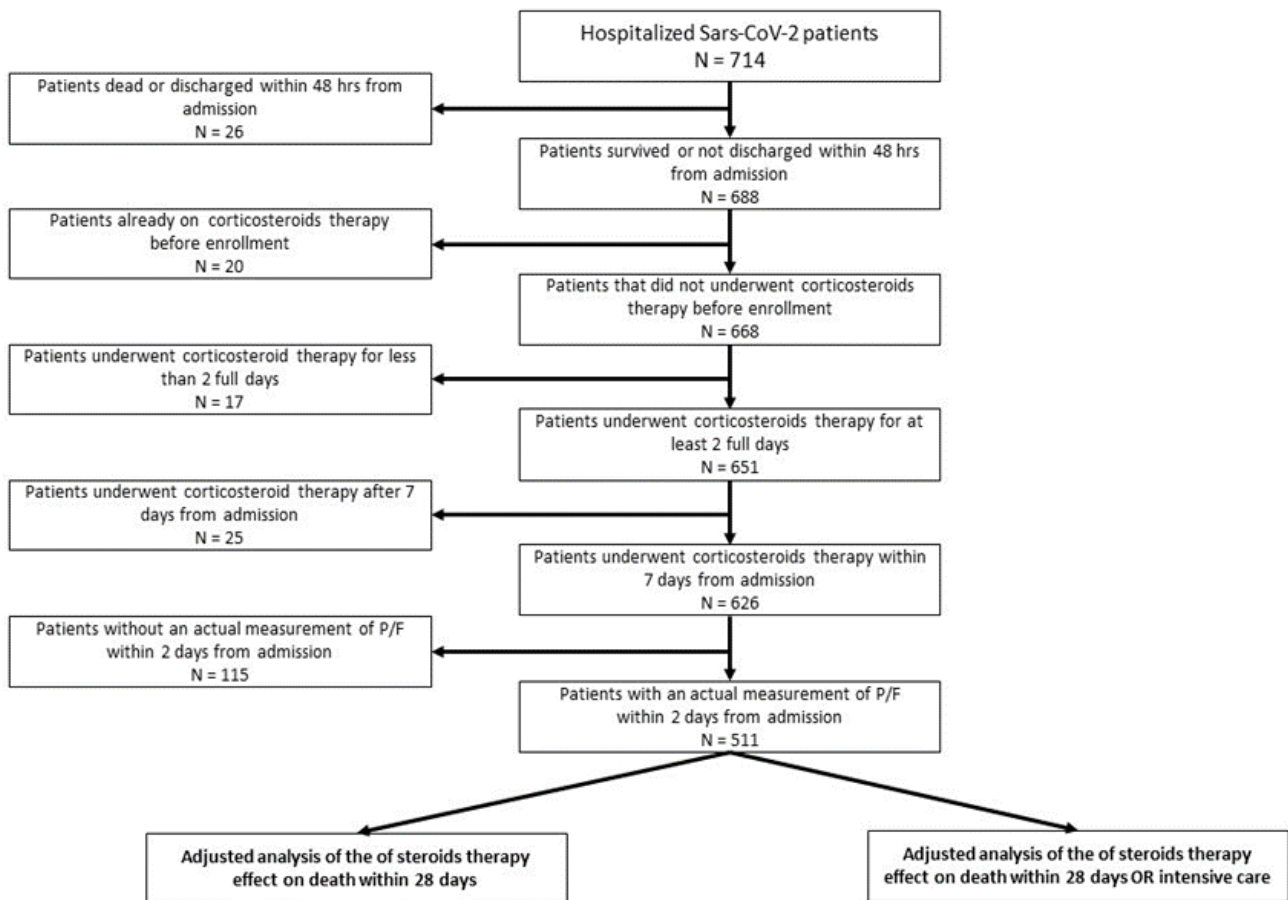 Hospitalized Sars-CoV-2 patients
N = 714
Patients dead or discharged within 48 hrs from
admission
N = 26
Patients survived or not discharged within 48 hrs
from admission
N = 688
Patients already on corticosteroids therapy
before enrollment
N = 20
Patients that did not underwent corticosteroids
therapy before enrollment
N = 668
Patients underwent corticosteroid therapy for less
than 2 full days
N = 17
Patients underwent corticosteroids therapy for at
least 2 full days
N = 651
Patients underwent corticosteroid therapy after 7
days from admission
N = 25
Patients underwent corticosteroids therapy within
7 days from admission
N = 626
Patients without an actual measurement of P/F
within 2 days from admission
N = 115
Patients with an actual measurement of P/F
within 2 days from admission
N = 511
Adjusted analysis of the of steroids therapy
effect on death within 28 days
Adjusted analysis of the of steroids therapy
effect on death within 28 days OR intensive care